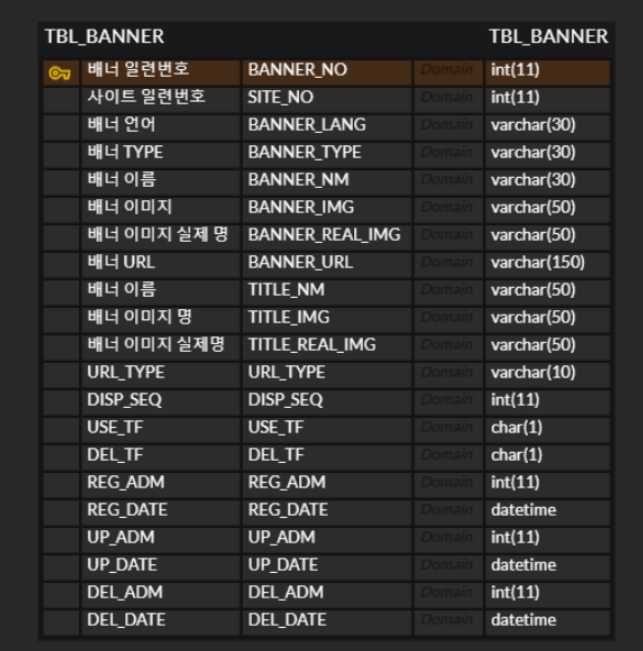 TBL_BANNER TBL_BANNER
배너 일련번호 BANNER_NO Domain int(11)
사이트 일련번호 SITE_NO Domain int(11)
배너 언어 BANNER_LANG Domain varchar(30)
배너 TYPE BANNER_TYPE Domain varchar(30)
배너 이름 BANNER_NM Domain varchar(30)
배너 이미지 BANNER_IMG Domain varchar(50)
배너 이미지 실제 명 BANNER_REAL_IMG Domain varchar(50)
배너 URL BANNER_URL Domain varchar(150)
배너 이름 TITLE_NM Domain varchar(50)
배너 이미지 명 TITLE_IMG Domain varchar(50)
배너 이미지 실제명 TITLE_REAL_IMG Domain varchar(50)
URL_TYPE URL_TYPE Domain varchar(10)
DISP_SEQ DISP_SEQ Domain int(11)
USE_TF USE_TF Domain char(1)
DEL_TF DEL_TF Domain char(1)
REG_ADM REG_ADM Domain int(11)
REG_DATE REG_DATE Domain datetime
UP_ADM UP_ADM Domain int(11)
UP_DATE UP_DATE Domain datetime
DEL_ADM DEL_ADM Domain int(11)
DEL_DATE DEL_DATE Domain datetime